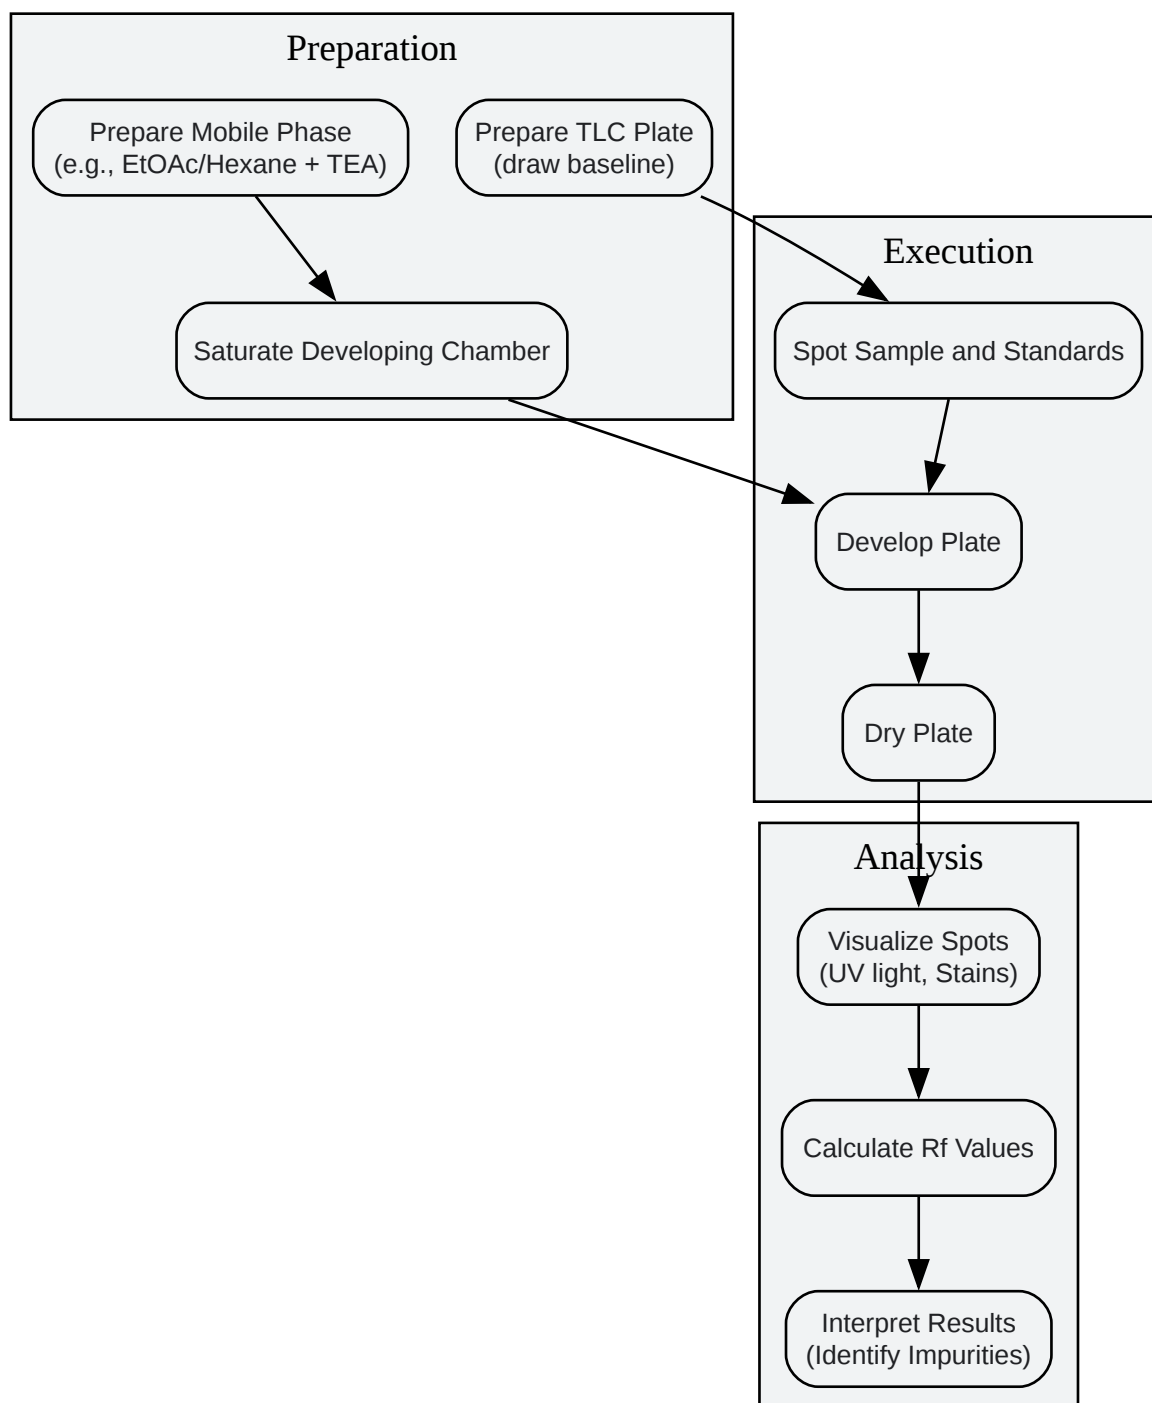 Preparation
Prepare Mobile Phase
(e.g., EtOAc/Hexane + TEA)
Prepare TLC Plate
(draw baseline)
Saturate Developing Chamber
Execution
Spot Sample and Standards
Develop Plate
Dry Plate
Analysis
Visualize Spots
(UV light, Stains)
Calculate Rf Values
Interpret Results
(Identify Impurities)